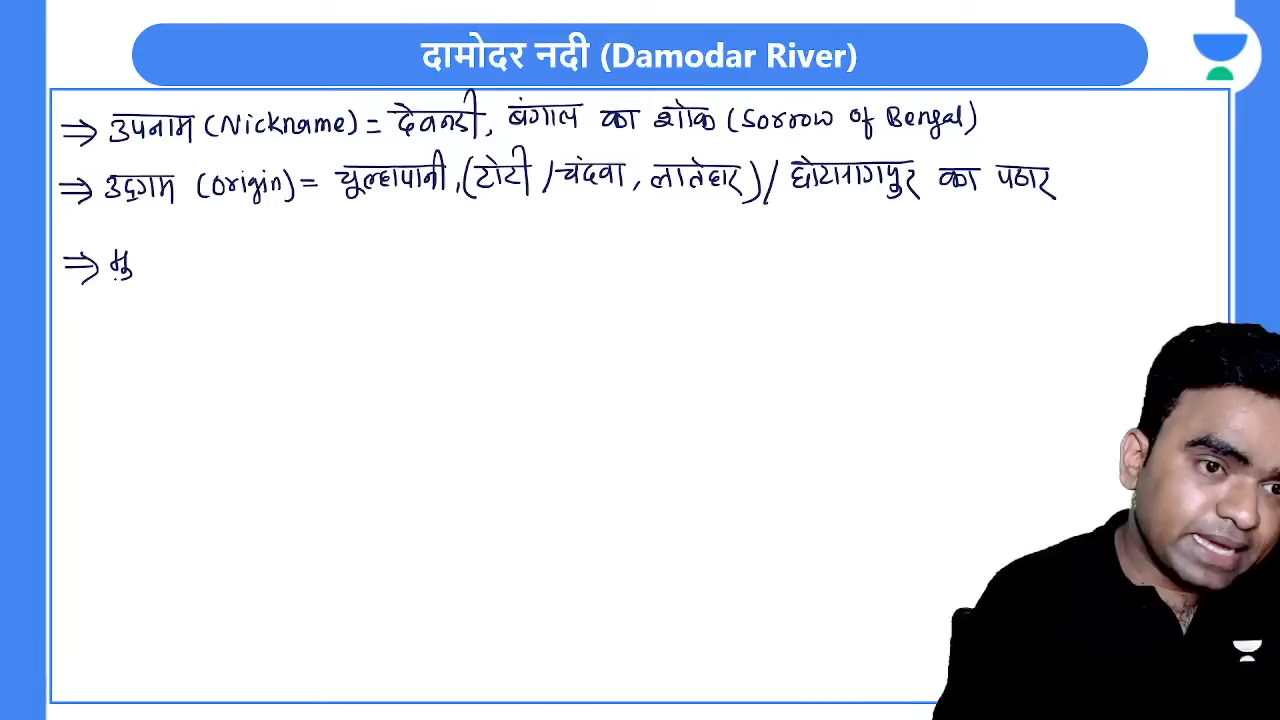 दामोदर नदी (Damodar River)
⇒ उपनाम (Nickname) = देवनदी, बंगाल का शोक (Sorrow of Bengal)
⇒ उद्गम (Origin) = चूल्हापानी, (टोरी / चंदवा, लातेहार) / छोटानागपुर का पठार
⇒ मु